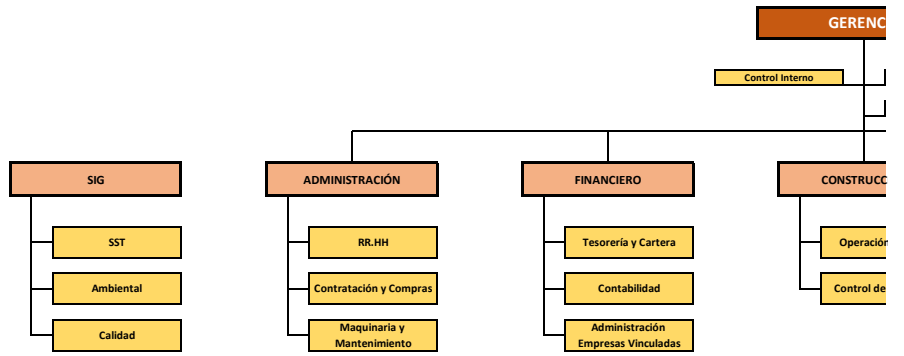 GERENC
Control Interno
SIG
ADMINISTRACIÓN
FINANCIERO
CONSTRUCC
SST
RR.HH
Tesorería y Cartera
Operación
Ambiental
Contratación y Compras
Contabilidad
Control de
Calidad
Maquinaria y
Mantenimiento
Administración
Empresas Vinculadas